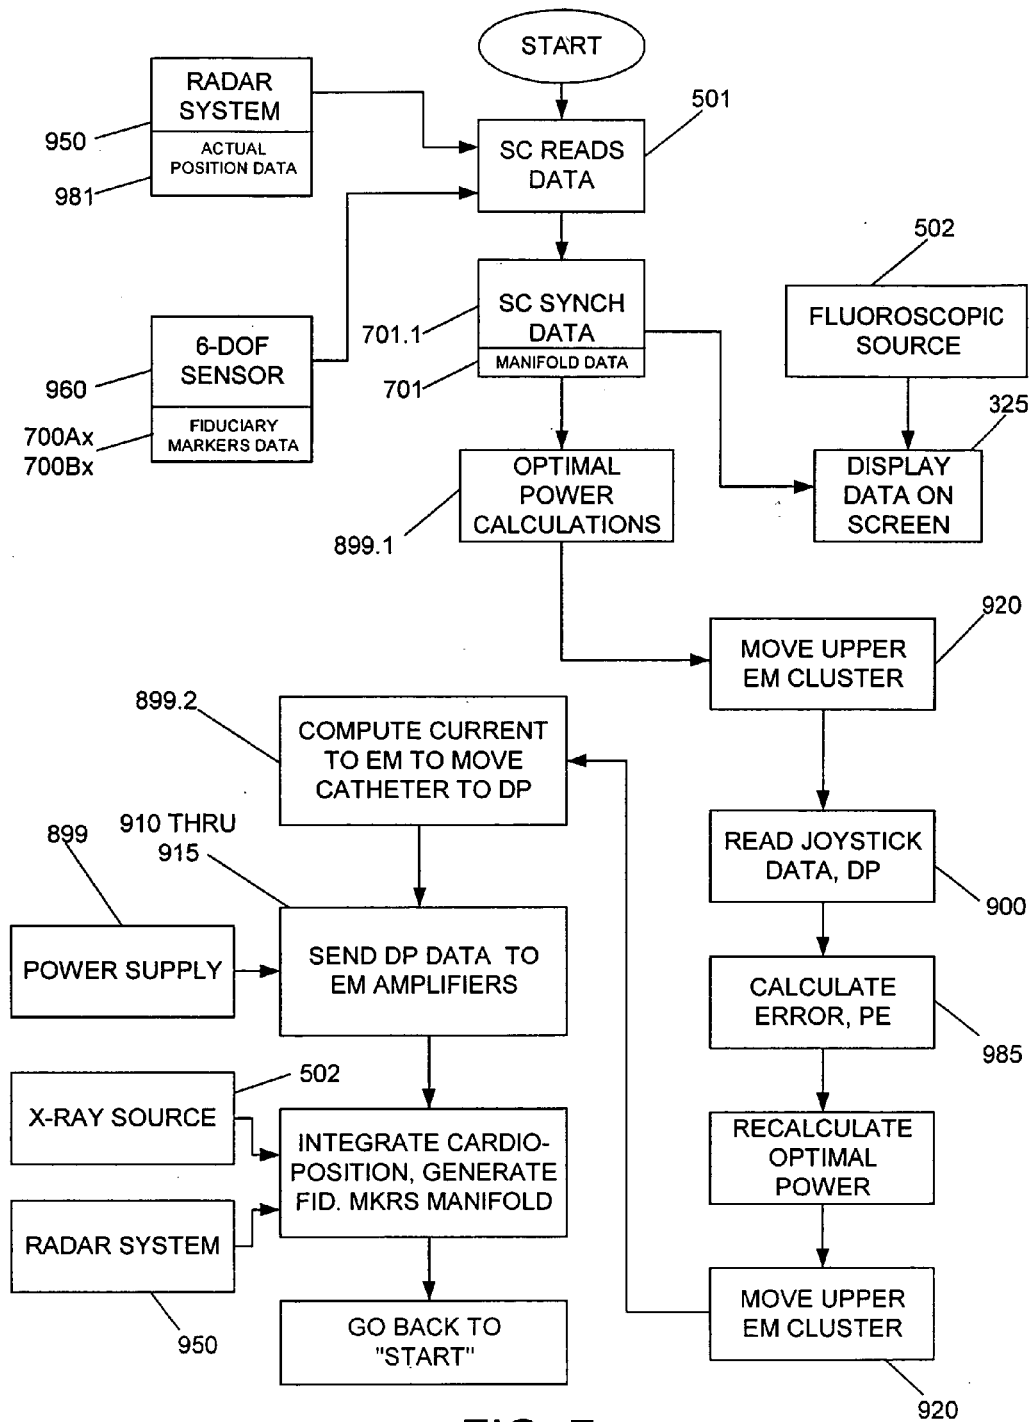 START
RADAR
SYSTEM
950
ACTUAL
POSITION DATA
981
501
SC READS
DATA
502
SC SYNCH
DATA
701.1
MANIFOLD DATA
701
FLUOROSCOPIC
SOURCE
6-DOF
SENSOR
960
FIDUCIARY
MARKERS DATA
700Ax
700Bx
325
OPTIMAL
POWER
CALCULATIONS
899.1
DISPLAY
DATA ON
SCREEN
920
MOVE UPPER
EM CLUSTER
899.2
COMPUTE CURRENT
TO EM TO MOVE
CATHETER TO DP
READ JOYSTICK
DATA, DP
900
910 THRU
915
899
POWER SUPPLY
SEND DP DATA TO
EM AMPLIFIERS
CALCULATE
ERROR, PE
985
502
X-RAY SOURCE
INTEGRATE CARDIO-
POSITION, GENERATE
FID. MKRS MANIFOLD
RECALCULATE
OPTIMAL
POWER
RADAR SYSTEM
950
GO BACK TO
"START"
MOVE UPPER
EM CLUSTER
920